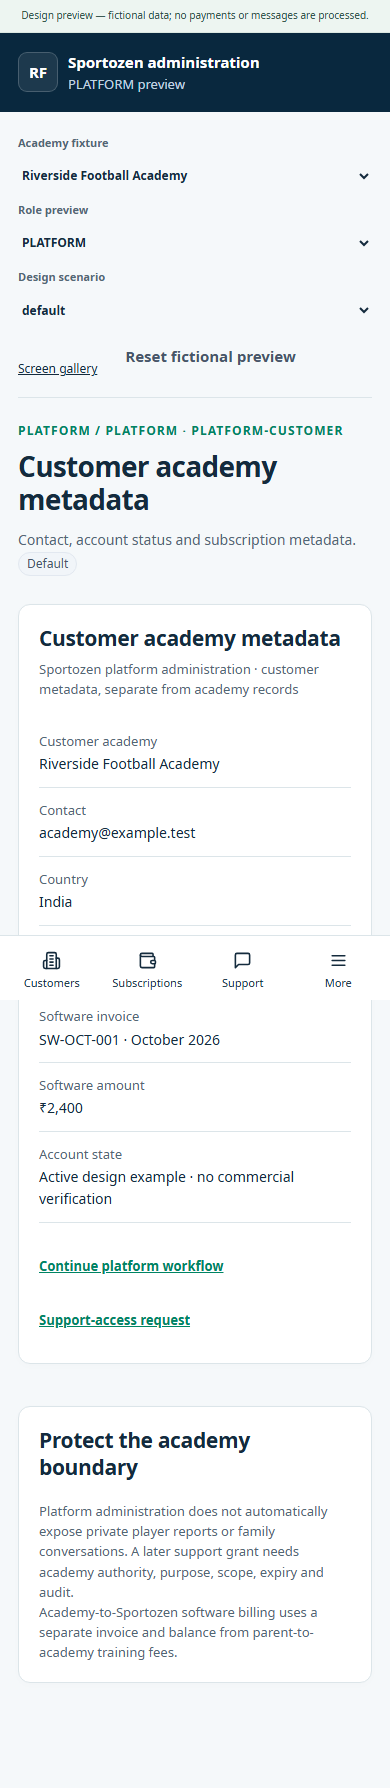 Design preview — fictional data; no payments or messages are processed.
RF
Sportozen administration
PLATFORM preview
Academy fixture
Riverside Football Academy
Role preview
PLATFORM
Design scenario
default
Screen gallery
Reset fictional preview
PLATFORM / PLATFORM · PLATFORM-CUSTOMER
Customer academy
metadata
Contact, account status and subscription metadata.
Default
Customer academy metadata
Sportozen platform administration · customer
metadata, separate from academy records
Customer academy
Riverside Football Academy
Contact
academy@example.test
Country
India
Customers
Subscriptions
Support
More
Software invoice
SW-OCT-001 · October 2026
Software amount
₹2,400
Account state
Active design example · no commercial
verification
Continue platform workflow
Support-access request
Protect the academy
boundary
Platform administration does not automatically
expose private player reports or family
conversations. A later support grant needs
academy authority, purpose, scope, expiry and
audit.
Academy-to-Sportozen software billing uses a
separate invoice and balance from parent-to-
academy training fees.